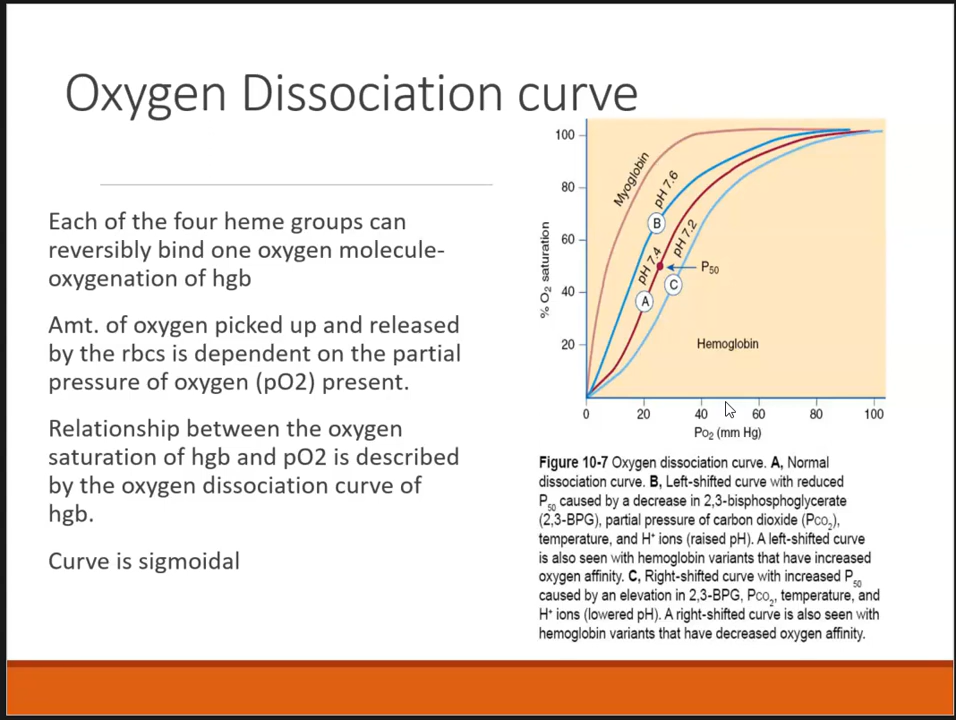 Oxygen Dissociation curve
Each of the four heme groups can
reversibly bind one oxygen molecule-
oxygenation of hgb
Amt. of oxygen picked up and released
by the rbcs is dependent on the partial
pressure of oxygen (pO2) present.
Relationship between the oxygen
saturation of hgb and pO2 is described
by the oxygen dissociation curve of
hgb.
Curve is sigmoidal
% O₂ saturation
100
80
60
40
20
Myoglobin
pH 7.6
B
pH 7.2
pH 7.4
P₅₀
C
A
Hemoglobin
0 20 40 60 80 100
Po₂ (mm Hg)
Figure 10-7 Oxygen dissociation curve. A, Normal
dissociation curve. B, Left-shifted curve with reduced
P₅₀ caused by a decrease in 2,3-bisphosphoglycerate
(2,3-BPG), partial pressure of carbon dioxide (Pco₂),
temperature, and H⁺ ions (raised pH). A left-shifted curve
is also seen with hemoglobin variants that have increased
oxygen affinity. C, Right-shifted curve with increased P₅₀
caused by an elevation in 2,3-BPG, Pco₂, temperature, and
H⁺ ions (lowered pH). A right-shifted curve is also seen with
hemoglobin variants that have decreased oxygen affinity.